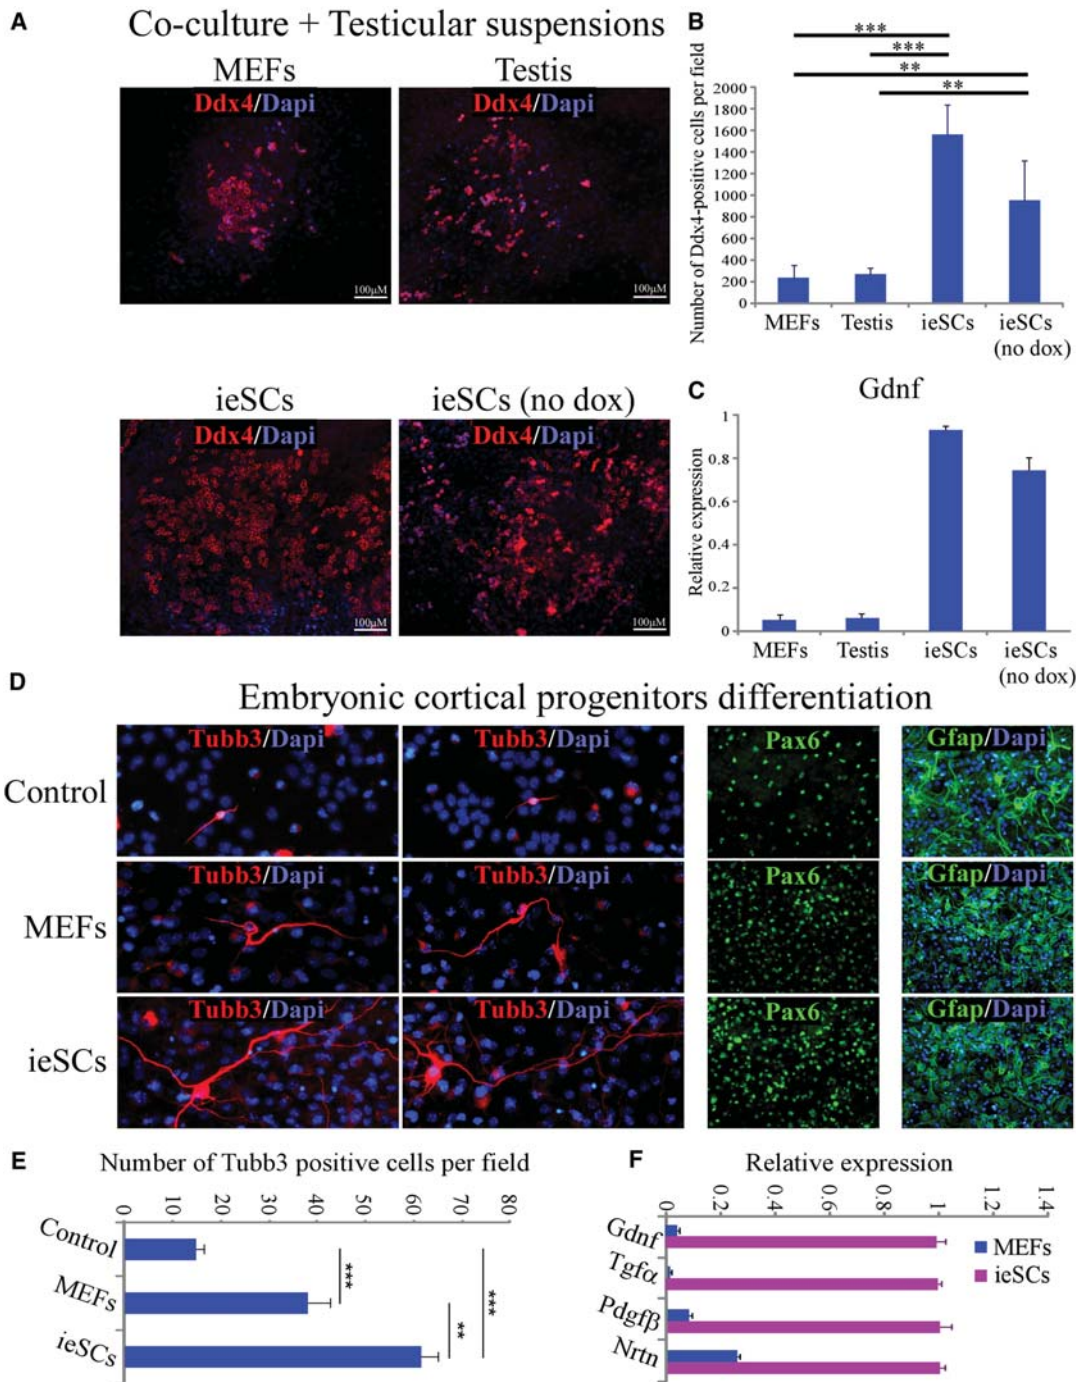 A
Co-culture + Testicular suspensions
MEFs
Testis
Ddx4/Dapi
Ddx4/Dapi
100μM
100μM
ieSCs
ieSCs (no dox)
Ddx4/Dapi
Ddx4/Dapi
100μM
100μM
B
***
***
**
**
Number of Ddx4-positive cells per field
2000
1800
1600
1400
1200
1000
800
600
400
200
0
MEFs
Testis
ieSCs
ieSCs
(no dox)
C
Gdnf
Relative expression
1
0.8
0.6
0.4
0.2
0
MEFs
Testis
ieSCs
ieSCs
(no dox)
D
Embryonic cortical progenitors differentiation
Control
Tubb3/Dapi
Tubb3/Dapi
Pax6
Gfap/Dapi
MEFs
Tubb3/Dapi
Tubb3/Dapi
Pax6
Gfap/Dapi
ieSCs
Tubb3/Dapi
Tubb3/Dapi
Pax6
Gfap/Dapi
E
Number of Tubb3 positive cells per field
0
10
20
30
40
50
60
70
80
Control
MEFs
ieSCs
***
**
***
F
Relative expression
0
0.2
0.4
0.6
0.8
1
1.2
1.4
Gdnf
Tgfα
Pdgfβ
Nrtn
MEFs
ieSCs